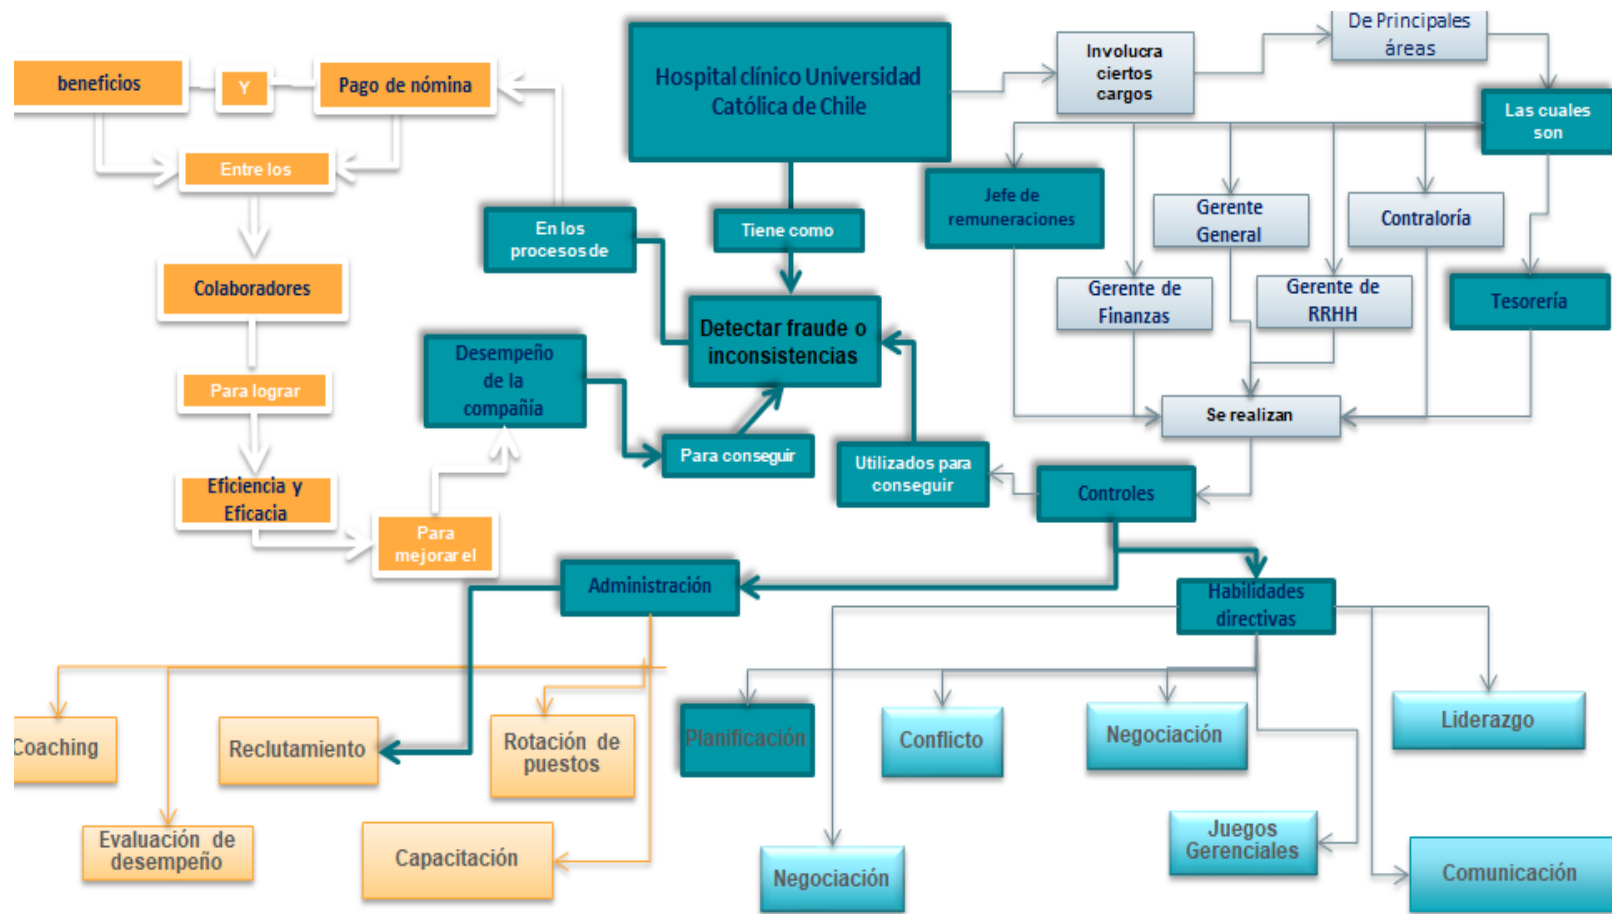 De Principales
áreas
Involucra
ciertos
cargos
Hospital clínico Universidad
Católica de Chile
beneficios
Y
Pago de nómina
Las cuales
son
Entre los
Jefe de
remuneraciones
Gerente
General
Contraloría
En los
procesos de
Tiene como
Colaboradores
Gerente de
Finanzas
Gerente de
RRHH
Tesorería
Detectar fraude o
inconsistencias
Desempeño
de la
compañía
Para lograr
Se realizan
Para conseguir
Utilizados para
conseguir
Controles
Eficiencia y
Eficacia
Para
mejorar el
Administración
Habilidades
directivas
Coaching
Reclutamiento
Rotación de
puestos
Planificación
Conflicto
Negociación
Liderazgo
Evaluación de
desempeño
Capacitación
Negociación
Juegos
Gerenciales
Comunicación